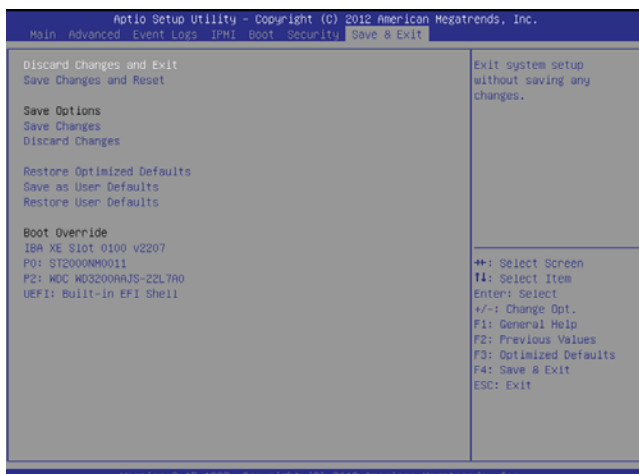 Aptio Setup Utility - Copyright (C) 2012 American Megatrends, Inc.
Main Advanced Event Logs IPMI Boot Security Save & Exit
Discard Changes and Exit
Save Changes and Reset
Save Options
Save Changes
Discard Changes
Restore Optimized Defaults
Save as User Defaults
Restore User Defaults
Boot Override
IBA XE Slot 0100 v2207
P0: ST2000NM0011
P2: WDC WD3200AAJS-22L7A0
UEFI: Built-in EFI Shell
Exit system setup
without saving any
changes.
→←: Select Screen
↑↓: Select Item
Enter: Select
+/-: Change Opt.
F1: General Help
F2: Previous Values
F3: Optimized Defaults
F4: Save & Exit
ESC: Exit